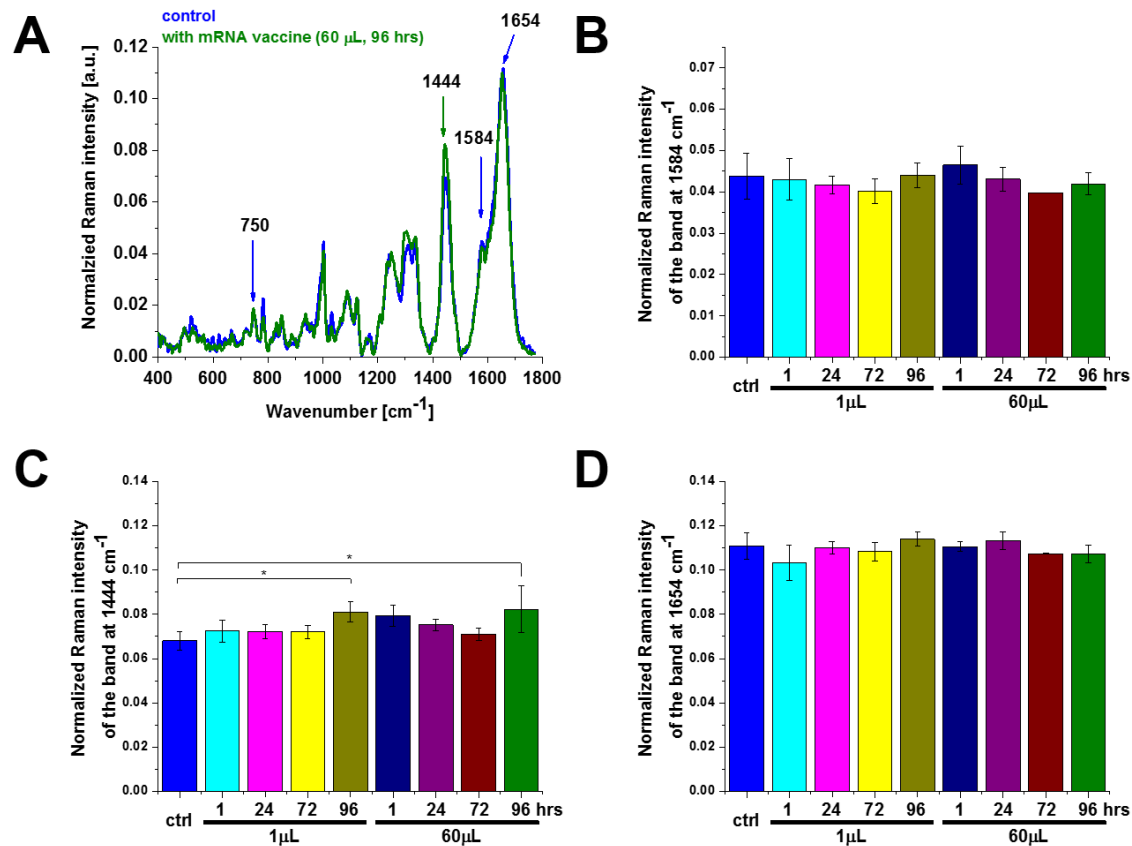 A
control
with mRNA vaccine (60 μL, 96 hrs)
1654
1444
1584
750
Normalzied Raman intensity [a.u.]
0.12
0.10
0.08
0.06
0.04
0.02
0.00
400 600 800 1000 1200 1400 1600 1800
Wavenumber [cm⁻¹]
B
Normalized Raman intensity
of the band at 1584 cm⁻¹
0.07
0.06
0.05
0.04
0.03
0.02
0.01
0.00
ctrl 1 24 72 96 1 24 72 96 hrs
1μL 60μL
C
Normalized Raman intensity
of the band at 1444 cm⁻¹
0.14
0.12
0.10
0.08
0.06
0.04
0.02
0.00
*
*
ctrl 1 24 72 96 1 24 72 96 hrs
1μL 60μL
D
Normalized Raman intensity
of the band at 1654 cm⁻¹
0.14
0.12
0.10
0.08
0.06
0.04
0.02
0.00
ctrl 1 24 72 96 1 24 72 96 hrs
1μL 60μL